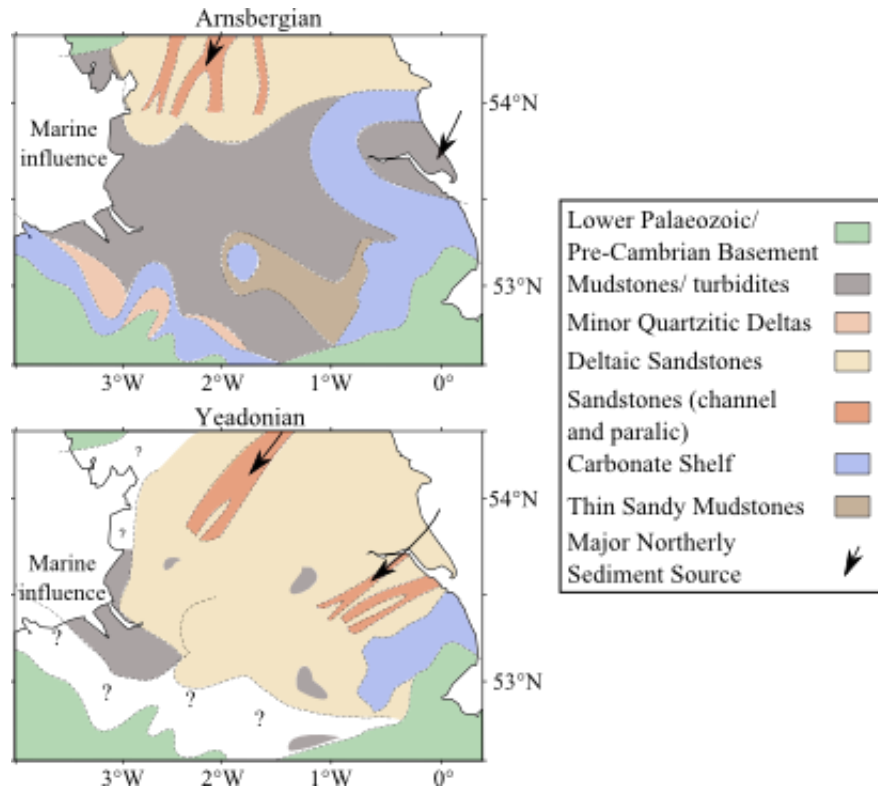 Arnsbergian
Marine
influence
54°N
53°N
3°W 2°W 1°W 0°
Yeadonian
?
?
Marine
influence
?
?
?
?
54°N
53°N
3°W 2°W 1°W 0°
Lower Palaeozoic/
Pre-Cambrian Basement
Mudstones/ turbidites
Minor Quartzitic Deltas
Deltaic Sandstones
Sandstones (channel
and paralic)
Carbonate Shelf
Thin Sandy Mudstones
Major Northerly
Sediment Source